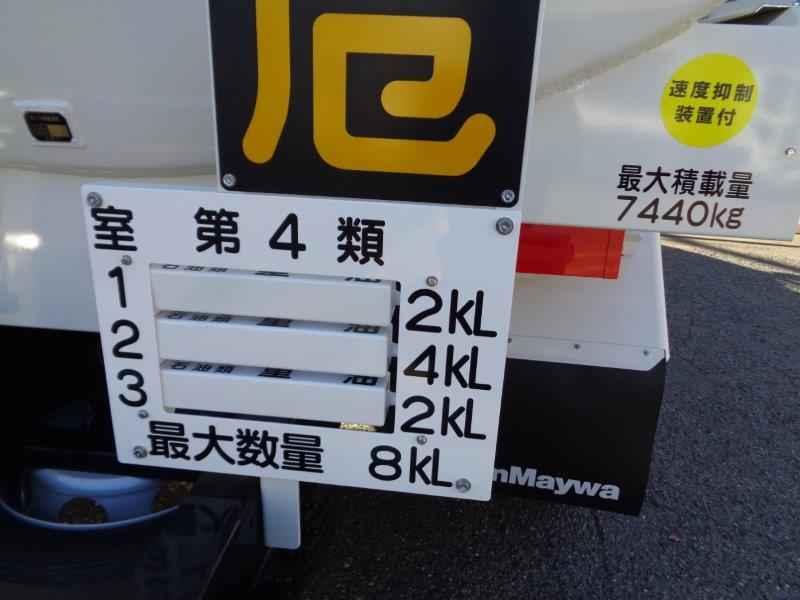 危
速度抑制
装置付
最大積載量
7440kg
室 第4類
1 2KL
2 4KL
3 2KL
最大数量 8KL
nMaywa